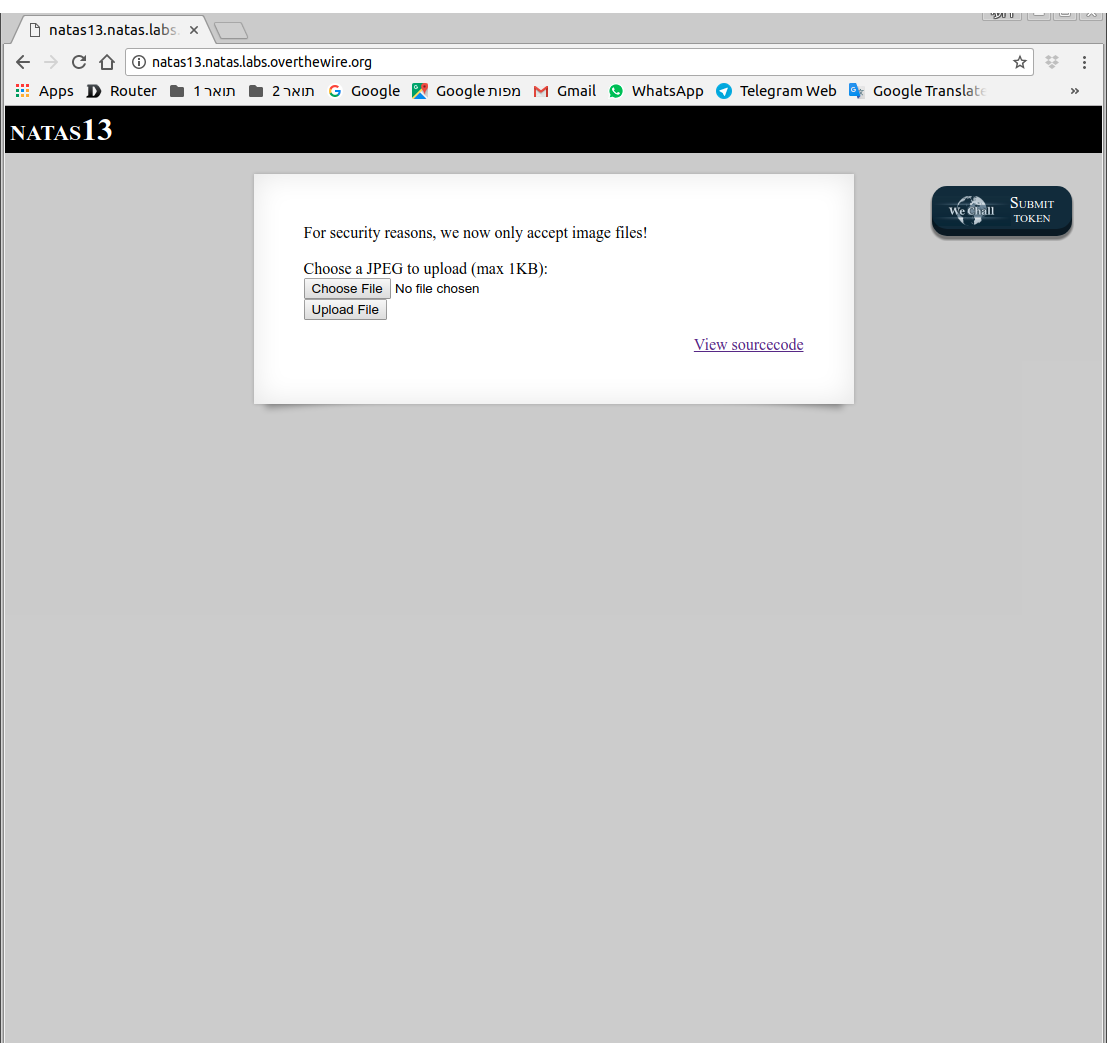 natas13.natas.labs.
natas13.natas.labs.overthewire.org
Apps Router תואר 1 תואר 2 Google Google מפות Gmail WhatsApp Telegram Web Google Translate »
NATAS13
For security reasons, we now only accept image files!
We Chall SUBMIT TOKEN
Choose a JPEG to upload (max 1KB):
Choose File No file chosen
Upload File
View sourcecode